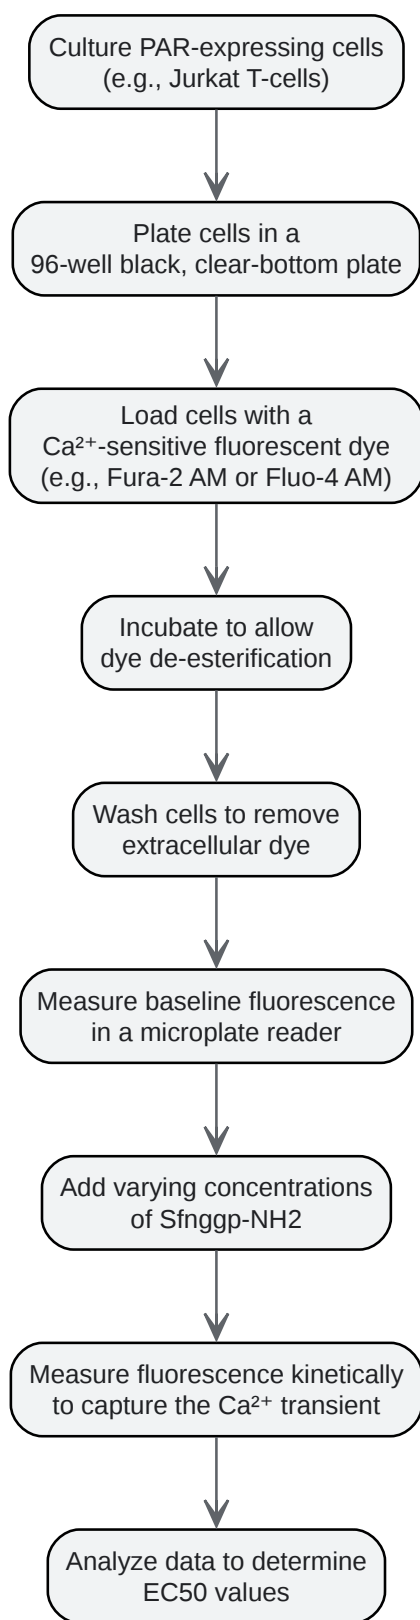 Culture PAR-expressing cells
(e.g., Jurkat T-cells)
Plate cells in a
96-well black, clear-bottom plate
Load cells with a
Ca²⁺-sensitive fluorescent dye
(e.g., Fura-2 AM or Fluo-4 AM)
Incubate to allow
dye de-esterification
Wash cells to remove
extracellular dye
Measure baseline fluorescence
in a microplate reader
Add varying concentrations
of Sfnggp-NH2
Measure fluorescence kinetically
to capture the Ca²⁺ transient
Analyze data to determine
EC50 values